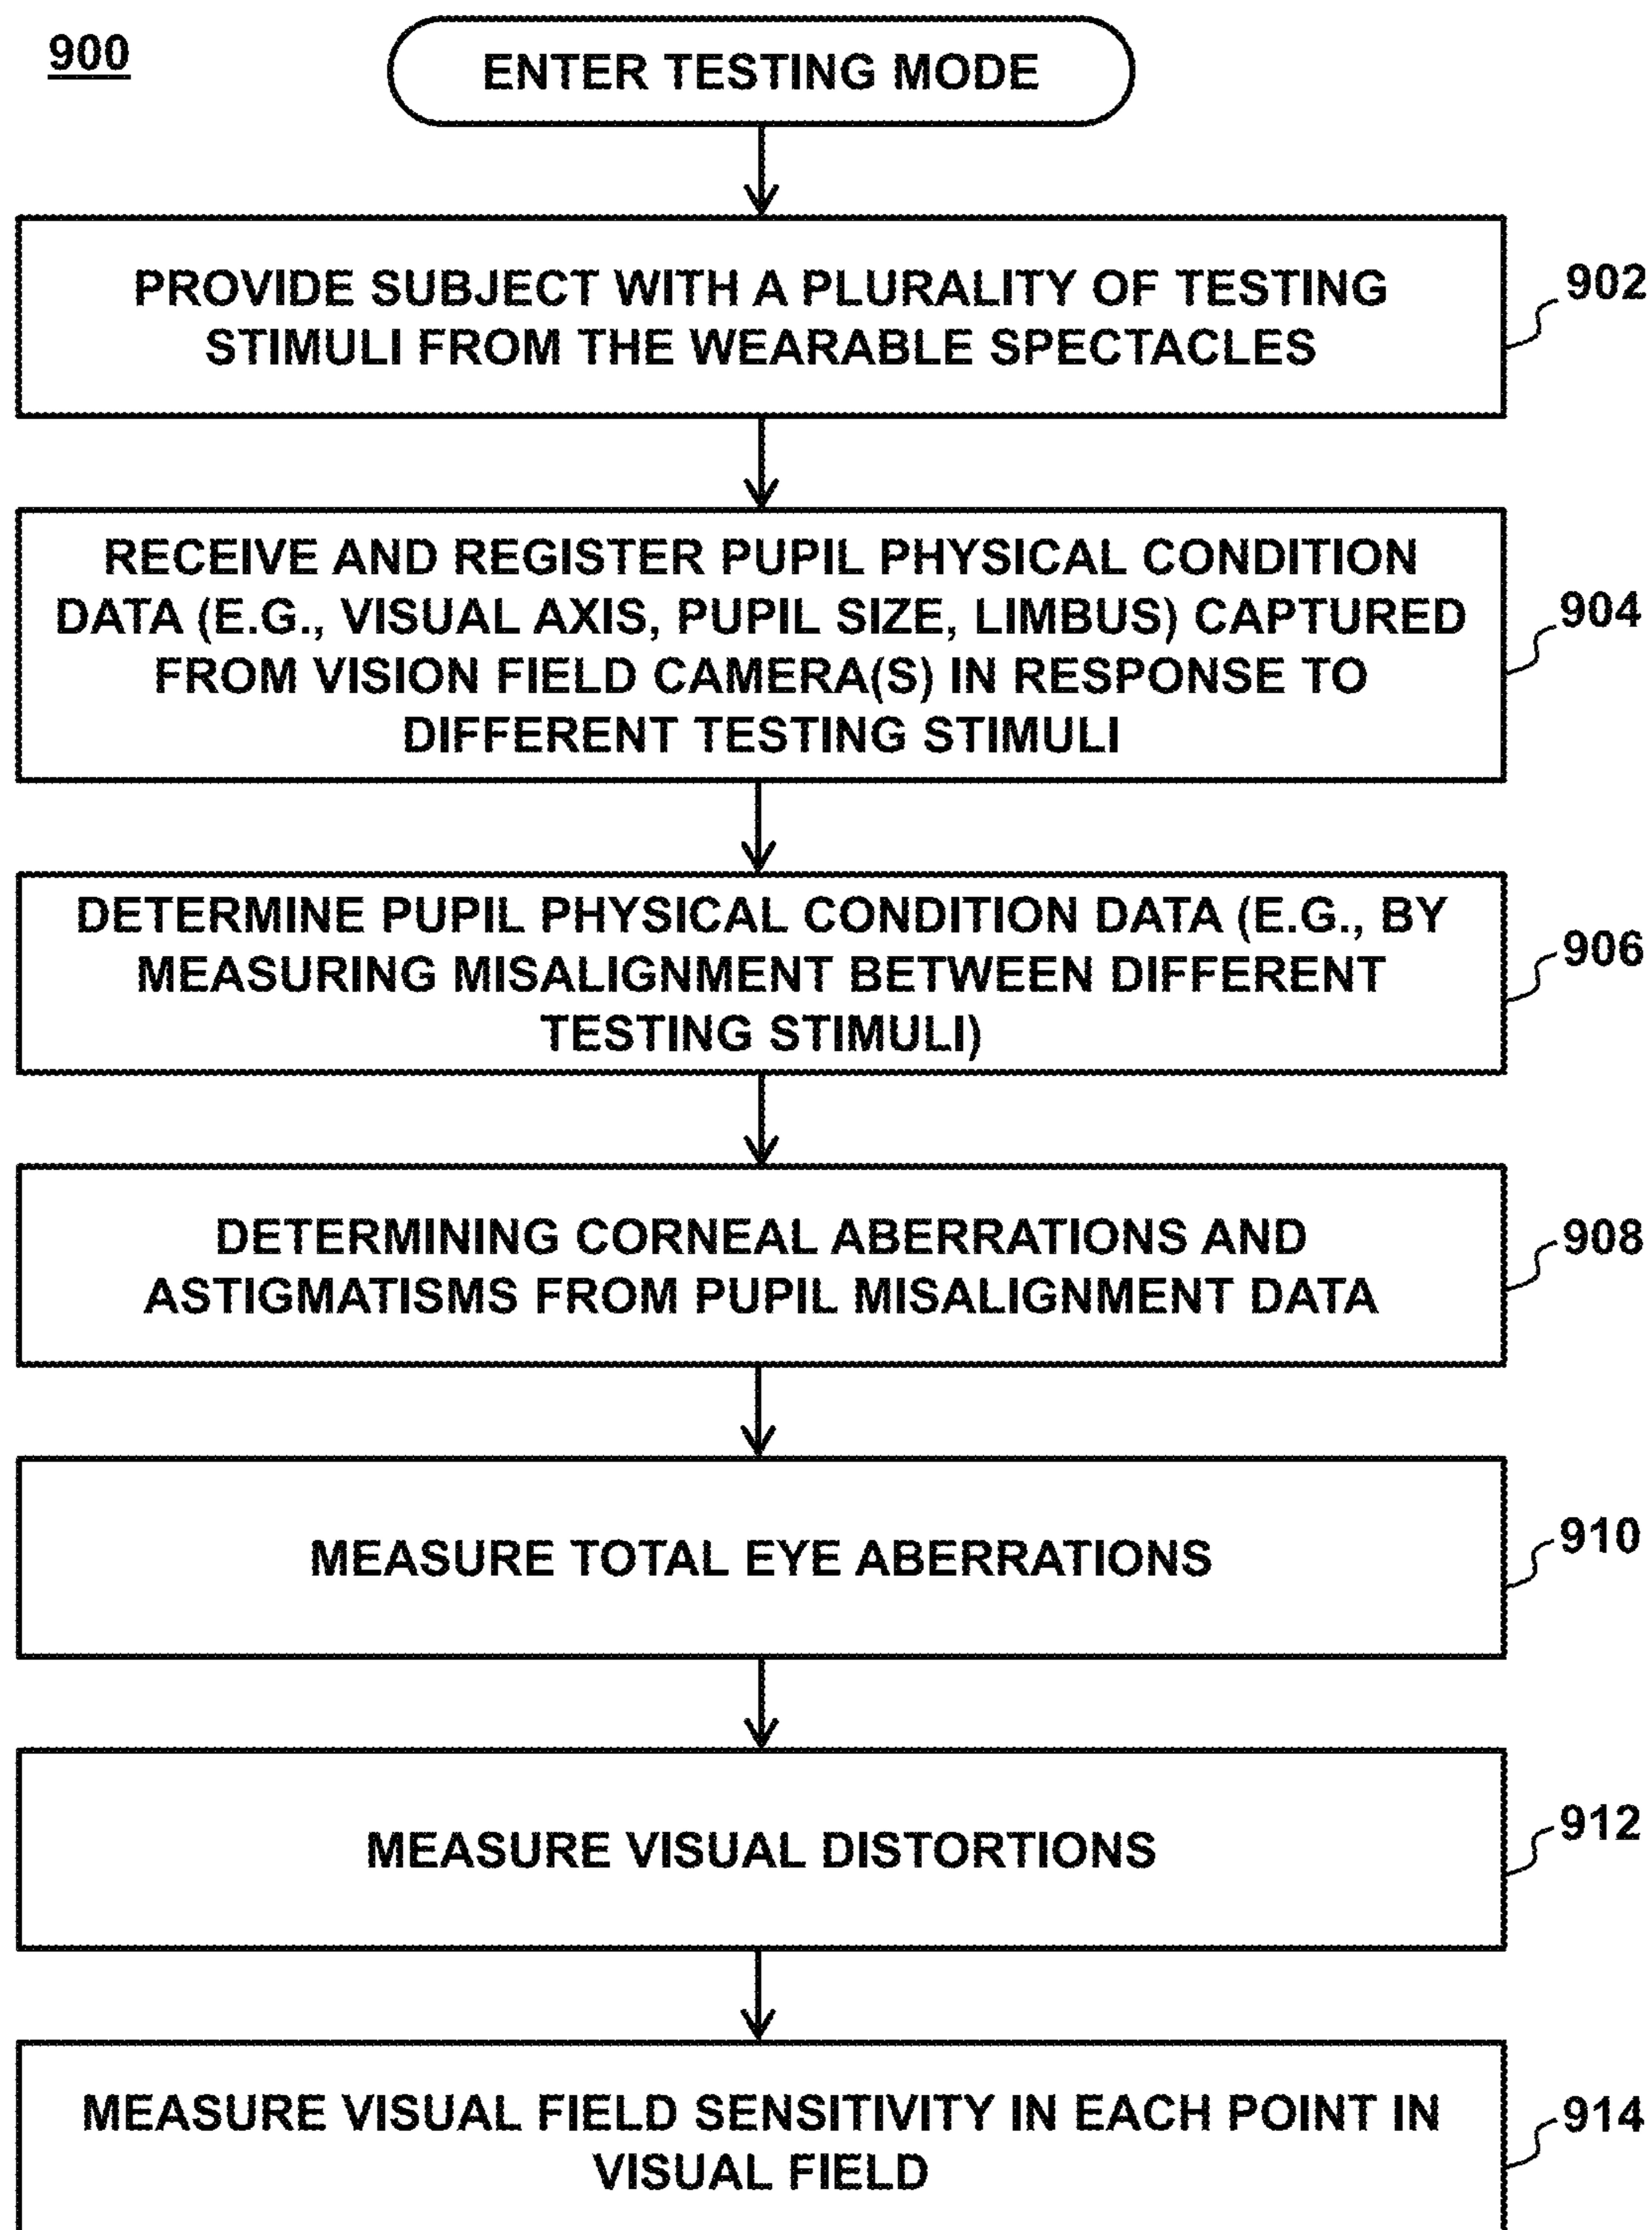 900
ENTER TESTING MODE
PROVIDE SUBJECT WITH A PLURALITY OF TESTING
STIMULI FROM THE WEARABLE SPECTACLES
902
RECEIVE AND REGISTER PUPIL PHYSICAL CONDITION
DATA (E.G., VISUAL AXIS, PUPIL SIZE, LIMBUS) CAPTURED
FROM VISION FIELD CAMERA(S) IN RESPONSE TO
DIFFERENT TESTING STIMULI
904
DETERMINE PUPIL PHYSICAL CONDITION DATA (E.G., BY
MEASURING MISALIGNMENT BETWEEN DIFFERENT
TESTING STIMULI)
906
DETERMINING CORNEAL ABERRATIONS AND
ASTIGMATISMS FROM PUPIL MISALIGNMENT DATA
908
MEASURE TOTAL EYE ABERRATIONS
910
MEASURE VISUAL DISTORTIONS
912
MEASURE VISUAL FIELD SENSITIVITY IN EACH POINT IN
VISUAL FIELD
914